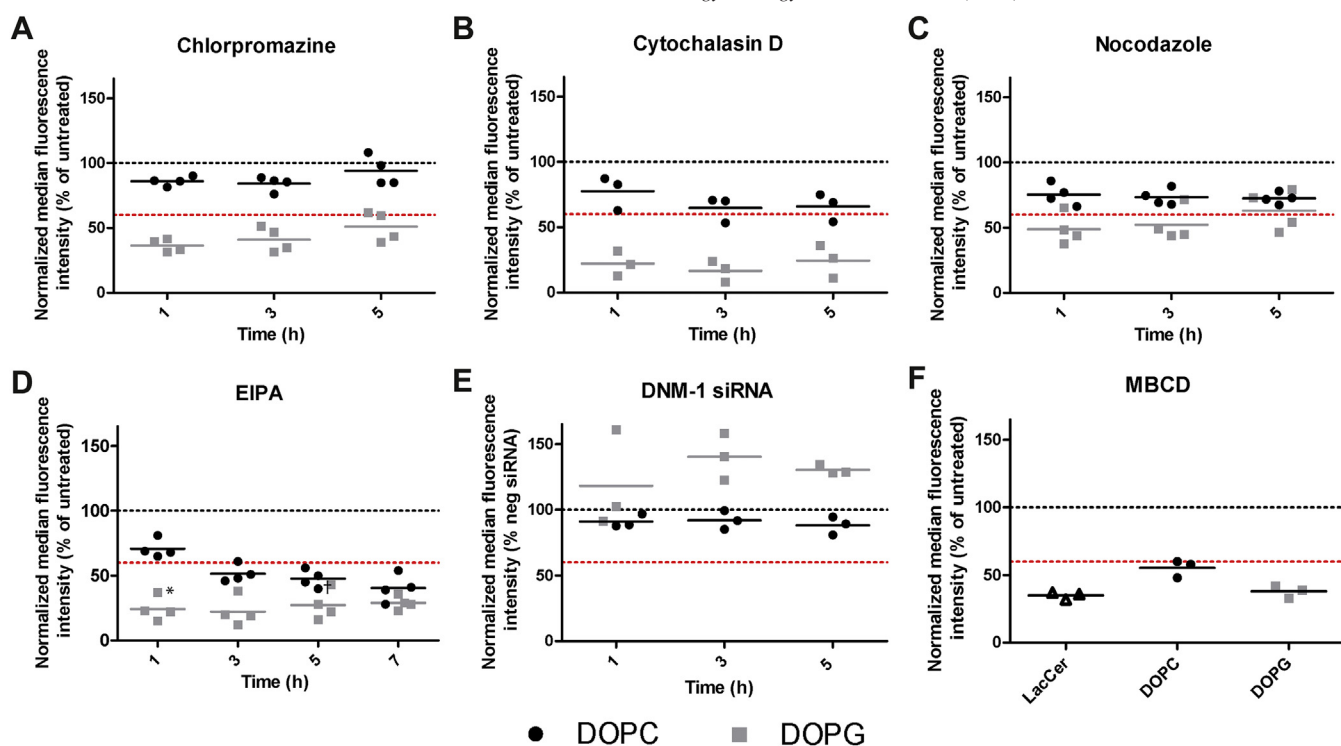 A
Chlorpromazine
Normalized median fluorescence
intensity (% of untreated)
150
100
50
0
1
3
5
Time (h)
B
Cytochalasin D
Normalized median fluorescence
intensity (% of untreated)
150
100
50
0
1
3
5
Time (h)
C
Nocodazole
Normalized median fluorescence
intensity (% of untreated)
150
100
50
0
1
3
5
Time (h)
D
EIPA
Normalized median fluorescence
intensity (% of untreated)
150
100
50
0
*
†
1
3
5
7
Time (h)
E
DNM-1 siRNA
Normalized median fluorescence
intensity (% neg siRNA)
150
100
50
0
1
3
5
Time (h)
F
MBCD
Normalized median fluorescence
intensity (% of untreated)
150
100
50
0
LacCer
DOPC
DOPG
DOPC
DOPG